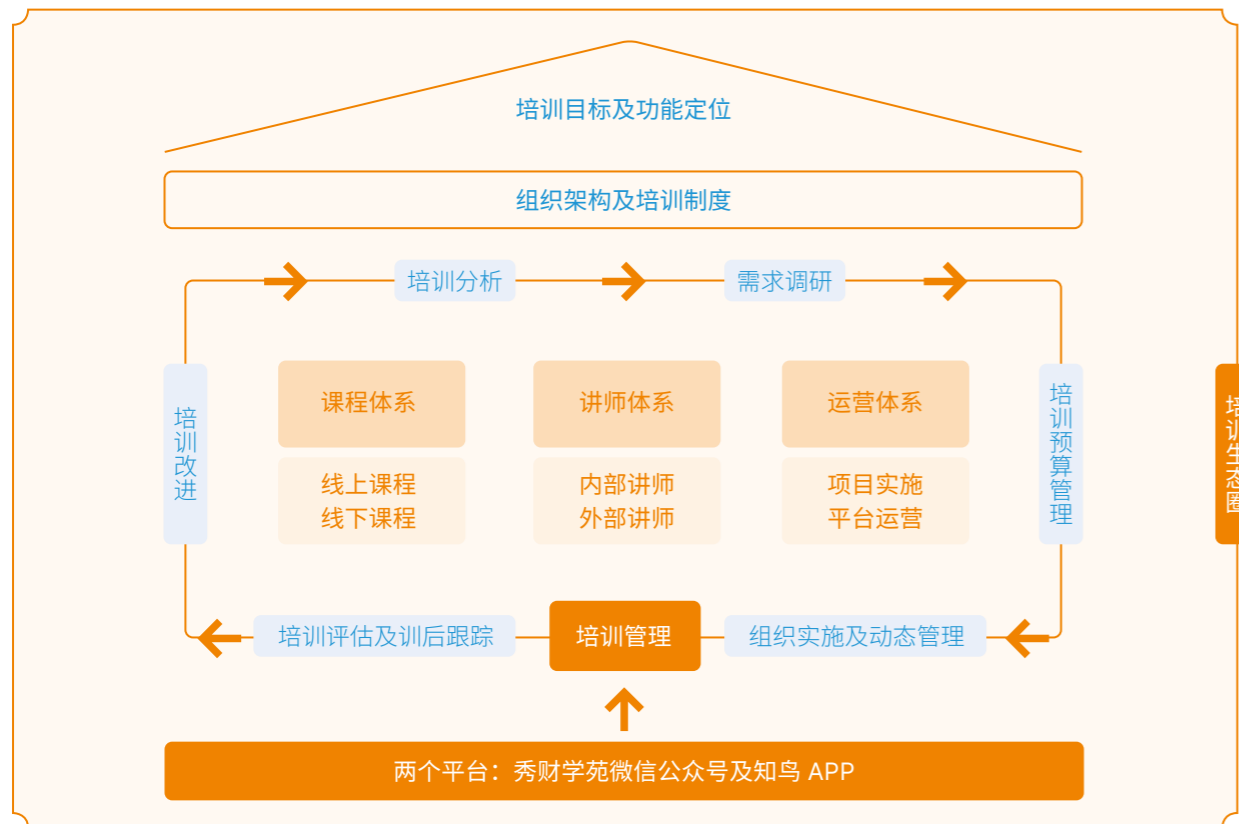 培训目标及功能定位
组织架构及培训制度
培训分析
需求调研
培训改进
课程体系
讲师体系
运营体系
线上课程
线下课程
内部讲师
外部讲师
项目实施
平台运营
培训预算管理
培训生态圈
培训评估及训后跟踪
培训管理
组织实施及动态管理
两个平台：秀财学苑微信公众号及知鸟 APP